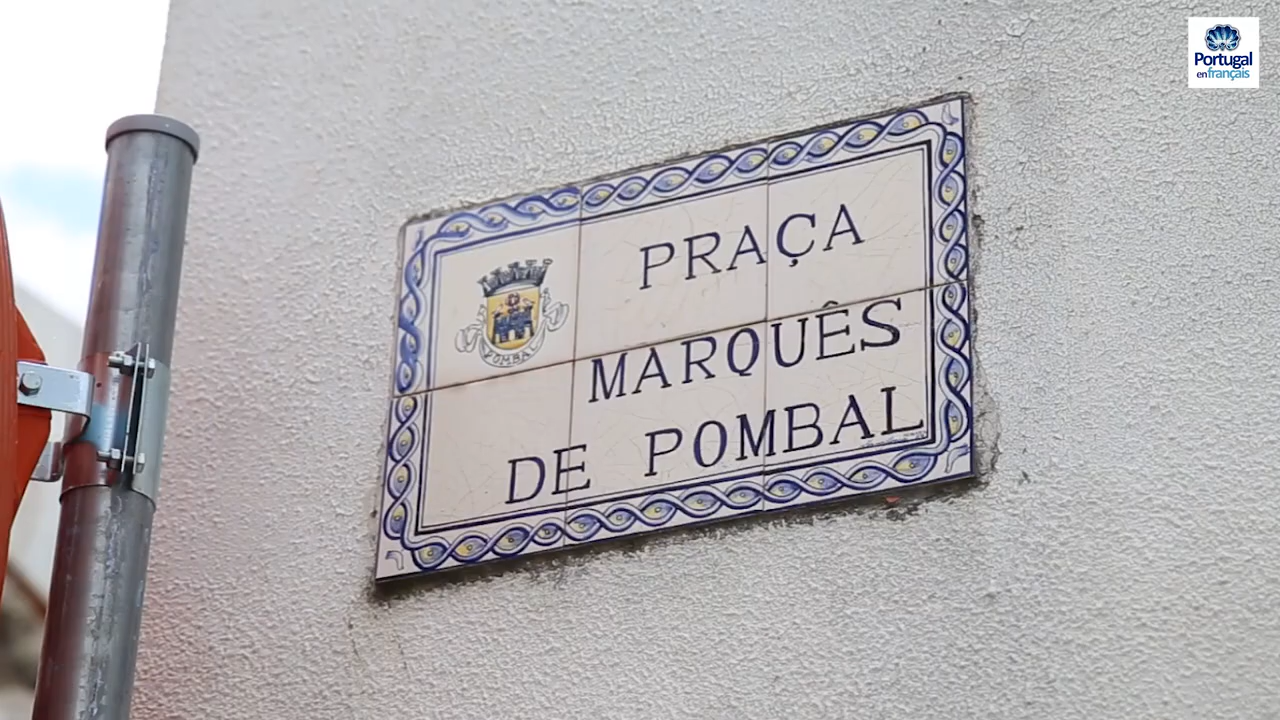 Portugal
en français
PRAÇA
MARQUÊS
DE POMBAL
POMBAL